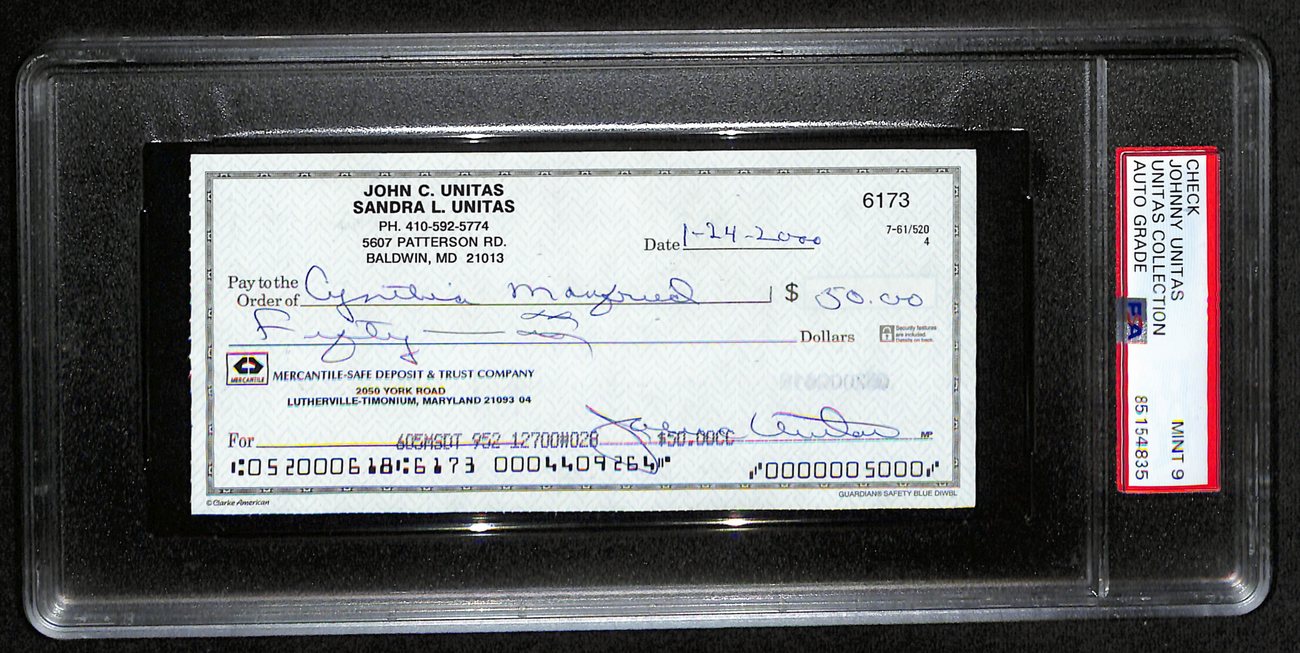 JOHN C. UNITAS
SANDRA L. UNITAS
PH. 410-592-5774
5607 PATTERSON RD.
BALDWIN, MD 21013
6173
7-61/520
4
Date 1-24-2000
Pay to the
Order of Cynthia Manfried $ 50.00
Fifty Dollars
Security features
are included.
Details on back.
MERCANTILE
MERCANTILE-SAFE DEPOSIT & TRUST COMPANY
2050 YORK ROAD
LUTHERVILLE-TIMONIUM, MARYLAND 21093 04
For 605MSDT 952 12700W028 $50.00CC
MP
⑆052000618⑆6173 0004409264⑈ ⑈0000005000⑈
© Clarke American
GUARDIAN® SAFETY BLUE DIWBL
CHECK
JOHNNY UNITAS
UNITAS COLLECTION
AUTO GRADE
MINT 9
85154835